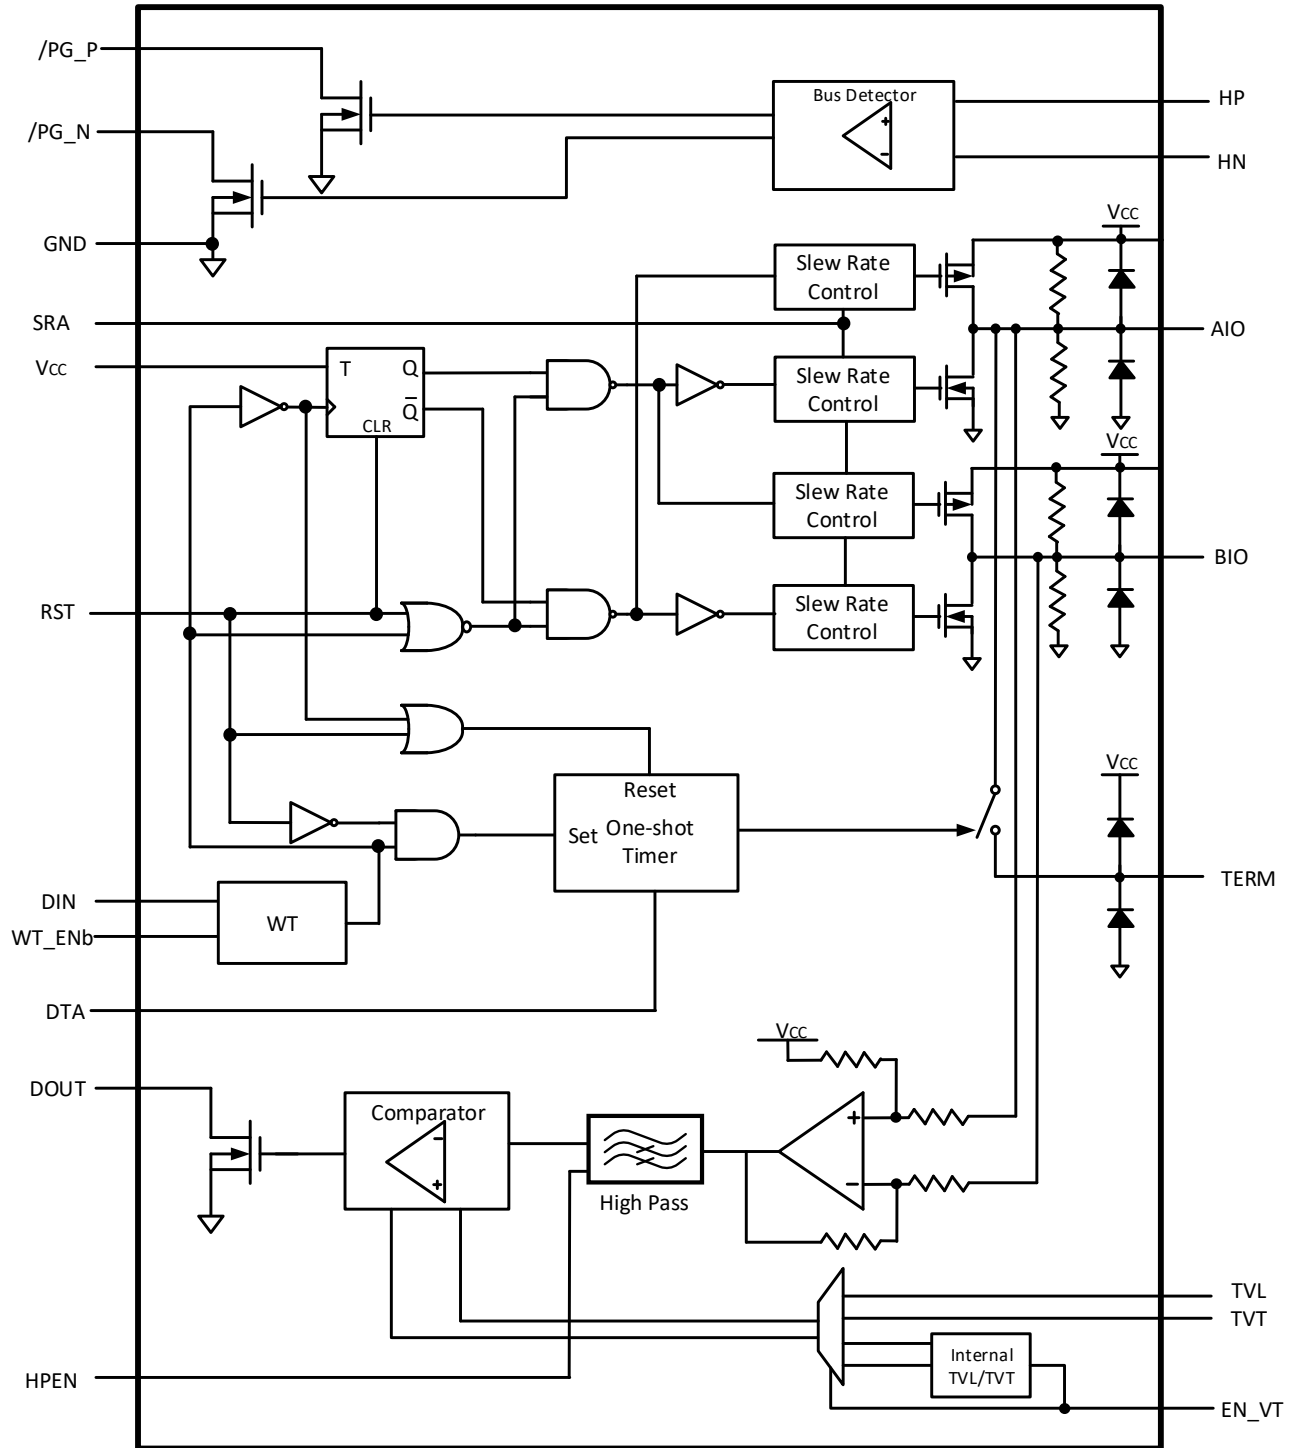 /PG_P
Bus Detector
+
−
HP
/PG_N
HN
GND
VCC
Slew Rate
Control
SRA
AIO
VCC
T
Q
Q̅
CLR
Slew Rate
Control
VCC
Slew Rate
Control
BIO
Slew Rate
Control
RST
VCC
Reset
Set
One-shot
Timer
TERM
DIN
WT_ENb
WT
DTA
VCC
DOUT
Comparator
−
+
+
−
High Pass
TVL
TVT
Internal
TVL/TVT
HPEN
EN_VT